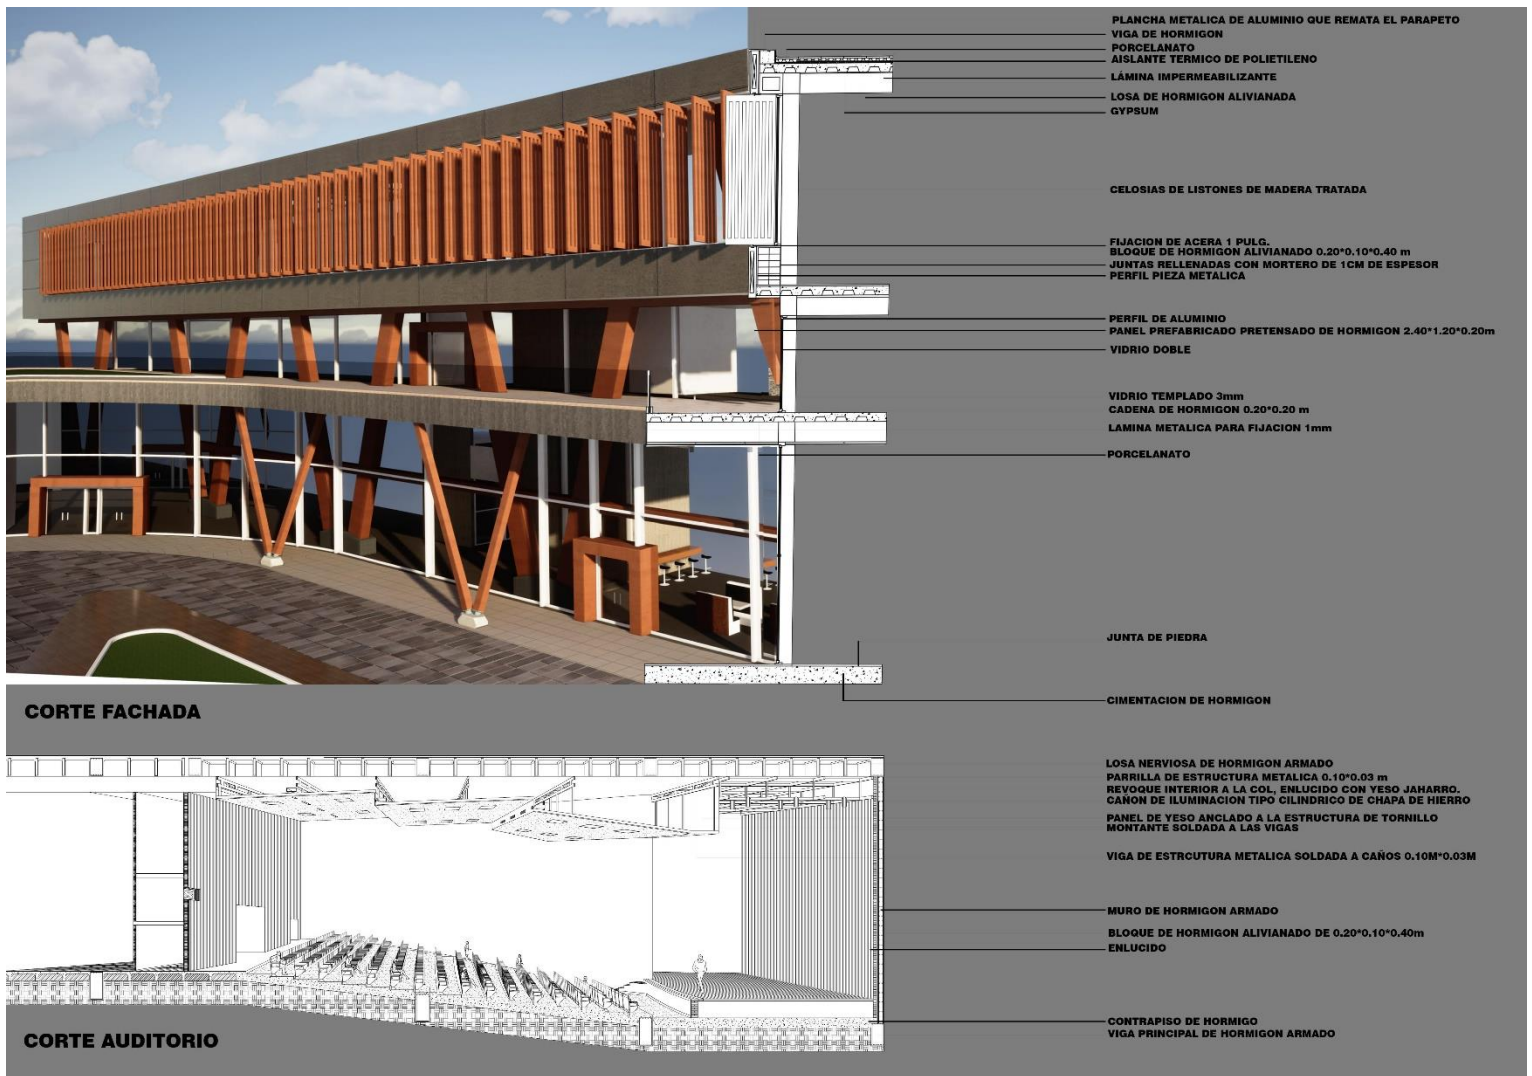 PLANCHA METALICA DE ALUMINIO QUE REMATA EL PARAPETO
VIGA DE HORMIGON
PORCELANATO
AISLANTE TERMICO DE POLIETILENO
LÁMINA IMPERMEABILIZANTE
LOSA DE HORMIGON ALIVIANADA
GYPSUM
CELOSIAS DE LISTONES DE MADERA TRATADA
FIJACION DE ACERA 1 PULG.
BLOQUE DE HORMIGON ALIVIANADO 0.20*0.10*0.40 m
JUNTAS RELLENADAS CON MORTERO DE 1CM DE ESPESOR
PERFIL PIEZA METALICA
PERFIL DE ALUMINIO
PANEL PREFABRICADO PRETENSADO DE HORMIGON 2.40*1.20*0.20m
VIDRIO DOBLE
VIDRIO TEMPLADO 3mm
CADENA DE HORMIGON 0.20*0.20 m
LAMINA METALICA PARA FIJACION 1mm
PORCELANATO
JUNTA DE PIEDRA
CIMENTACION DE HORMIGON
CORTE FACHADA
LOSA NERVIOSA DE HORMIGON ARMADO
PARRILLA DE ESTRUCTURA METALICA 0.10*0.03 m
REVOQUE INTERIOR A LA COL, ENLUCIDO CON YESO JAHARRO.
CAÑON DE ILUMINACION TIPO CILINDRICO DE CHAPA DE HIERRO
PANEL DE YESO ANCLADO A LA ESTRUCTURA DE TORNILLO
MONTANTE SOLDADA A LAS VIGAS
VIGA DE ESTRCUTURA METALICA SOLDADA A CAÑOS 0.10M*0.03M
MURO DE HORMIGON ARMADO
BLOQUE DE HORMIGON ALIVIANADO DE 0.20*0.10*0.40m
ENLUCIDO
CONTRAPISO DE HORMIGO
VIGA PRINCIPAL DE HORMIGON ARMADO
CORTE AUDITORIO